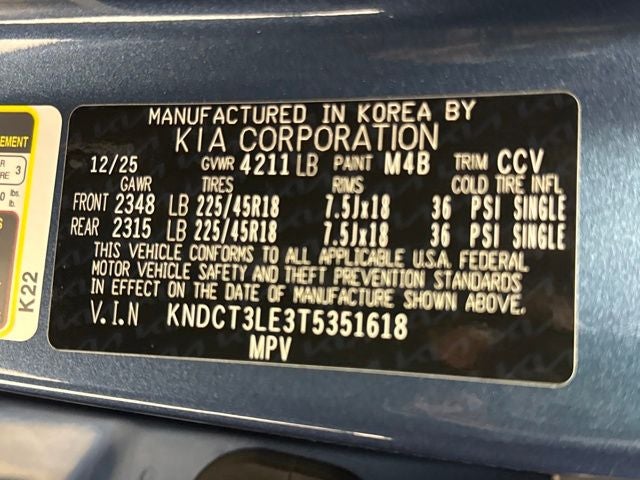 MANUFACTURED IN KOREA BY
KIA CORPORATION
12/25 GVWR 4211 LB PAINT M4B TRIM CCV
GAWR TIRES RIMS COLD TIRE INFL
FRONT 2348 LB 225/45R18 7.5Jx18 36 PSI SINGLE
REAR 2315 LB 225/45R18 7.5Jx18 36 PSI SINGLE
THIS VEHICLE CONFORMS TO ALL APPLICABLE U.S.A. FEDERAL
MOTOR VEHICLE SAFETY AND THEFT PREVENTION STANDARDS
IN EFFECT ON THE DATE OF MANUFACTURE SHOWN ABOVE.
V.I.N KNDCT3LE3T5351618
MPV
3
lbs.
K22